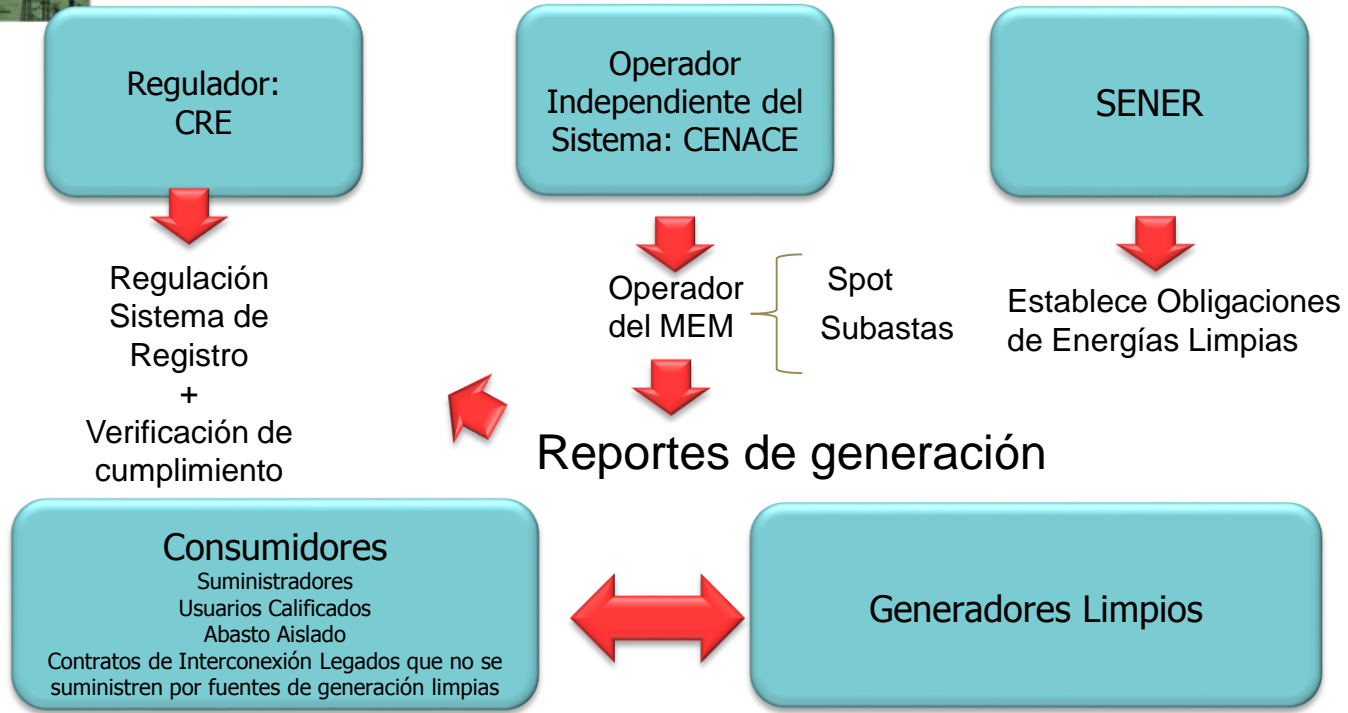 Regulador:
CRE
Operador
Independiente del
Sistema: CENACE
SENER
Regulación
Sistema de
Registro
+
Verificación de
cumplimiento
Operador
del MEM
Spot
Subastas
Establece Obligaciones
de Energías Limpias
Reportes de generación
Consumidores
Suministradores
Usuarios Calificados
Abasto Aislado
Contratos de Interconexión Legados que no se
suministren por fuentes de generación limpias
Generadores Limpios